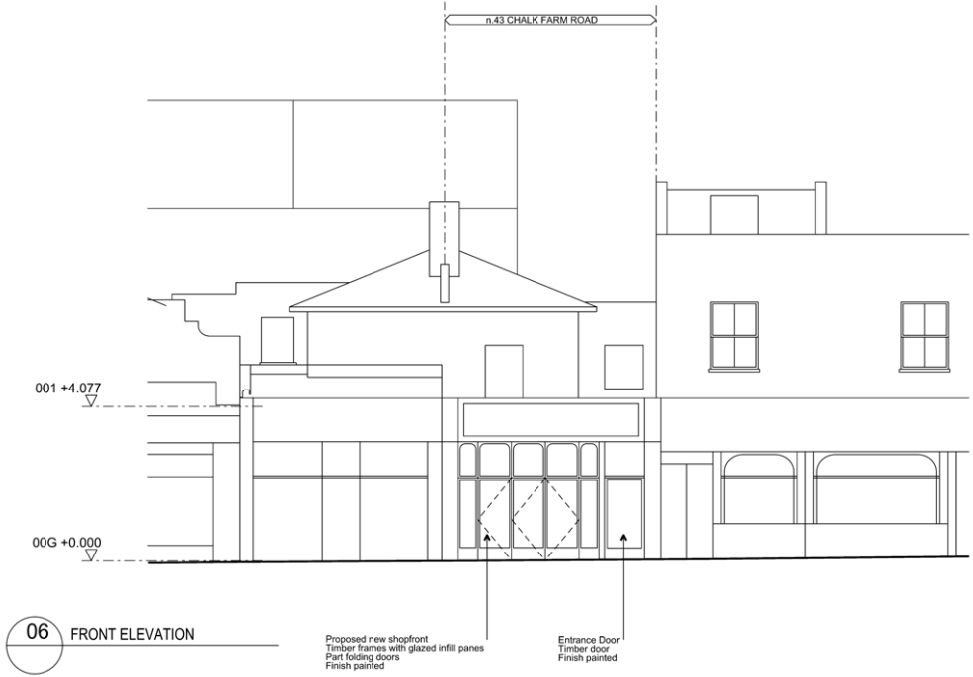 n.43 CHALK FARM ROAD
001 +4.077
00G +0.000
06 FRONT ELEVATION
Proposed new shopfront
Timber frames with glazed infill panes
Part folding doors
Finish painted
Entrance Door
Timber door
Finish painted